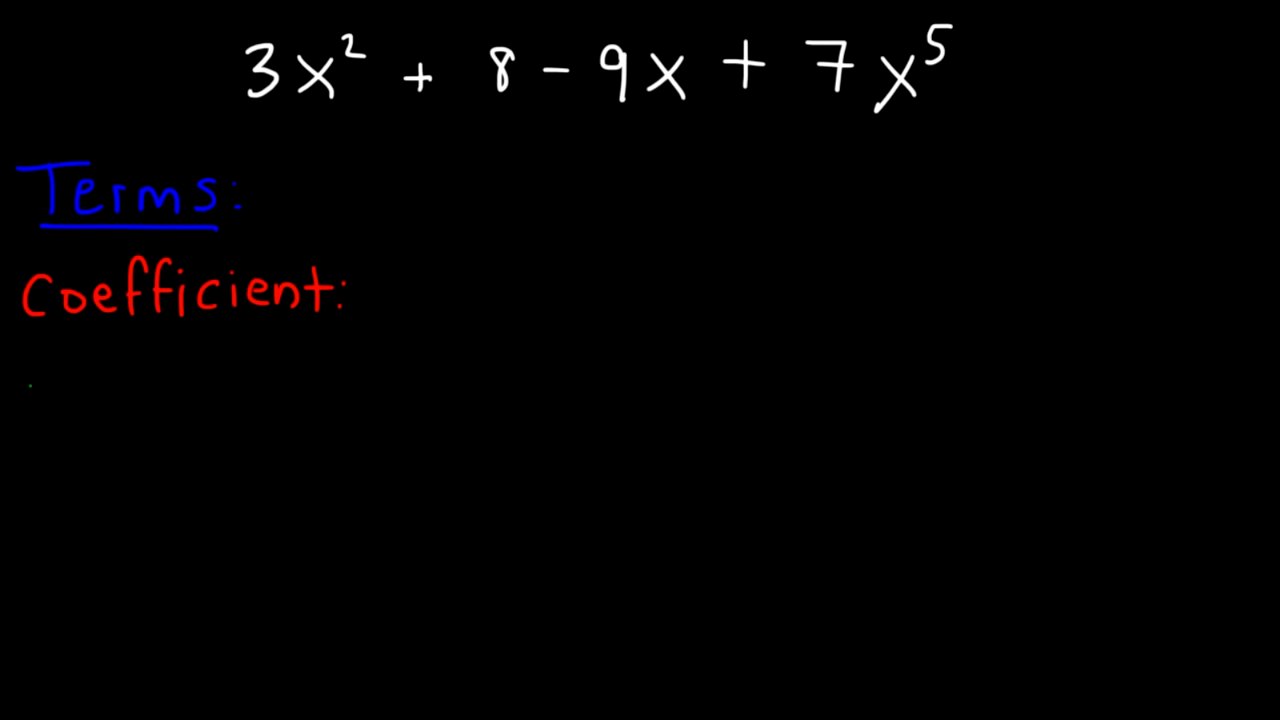 3x² + 8 - 9x + 7x⁵
Terms:
Coefficient: